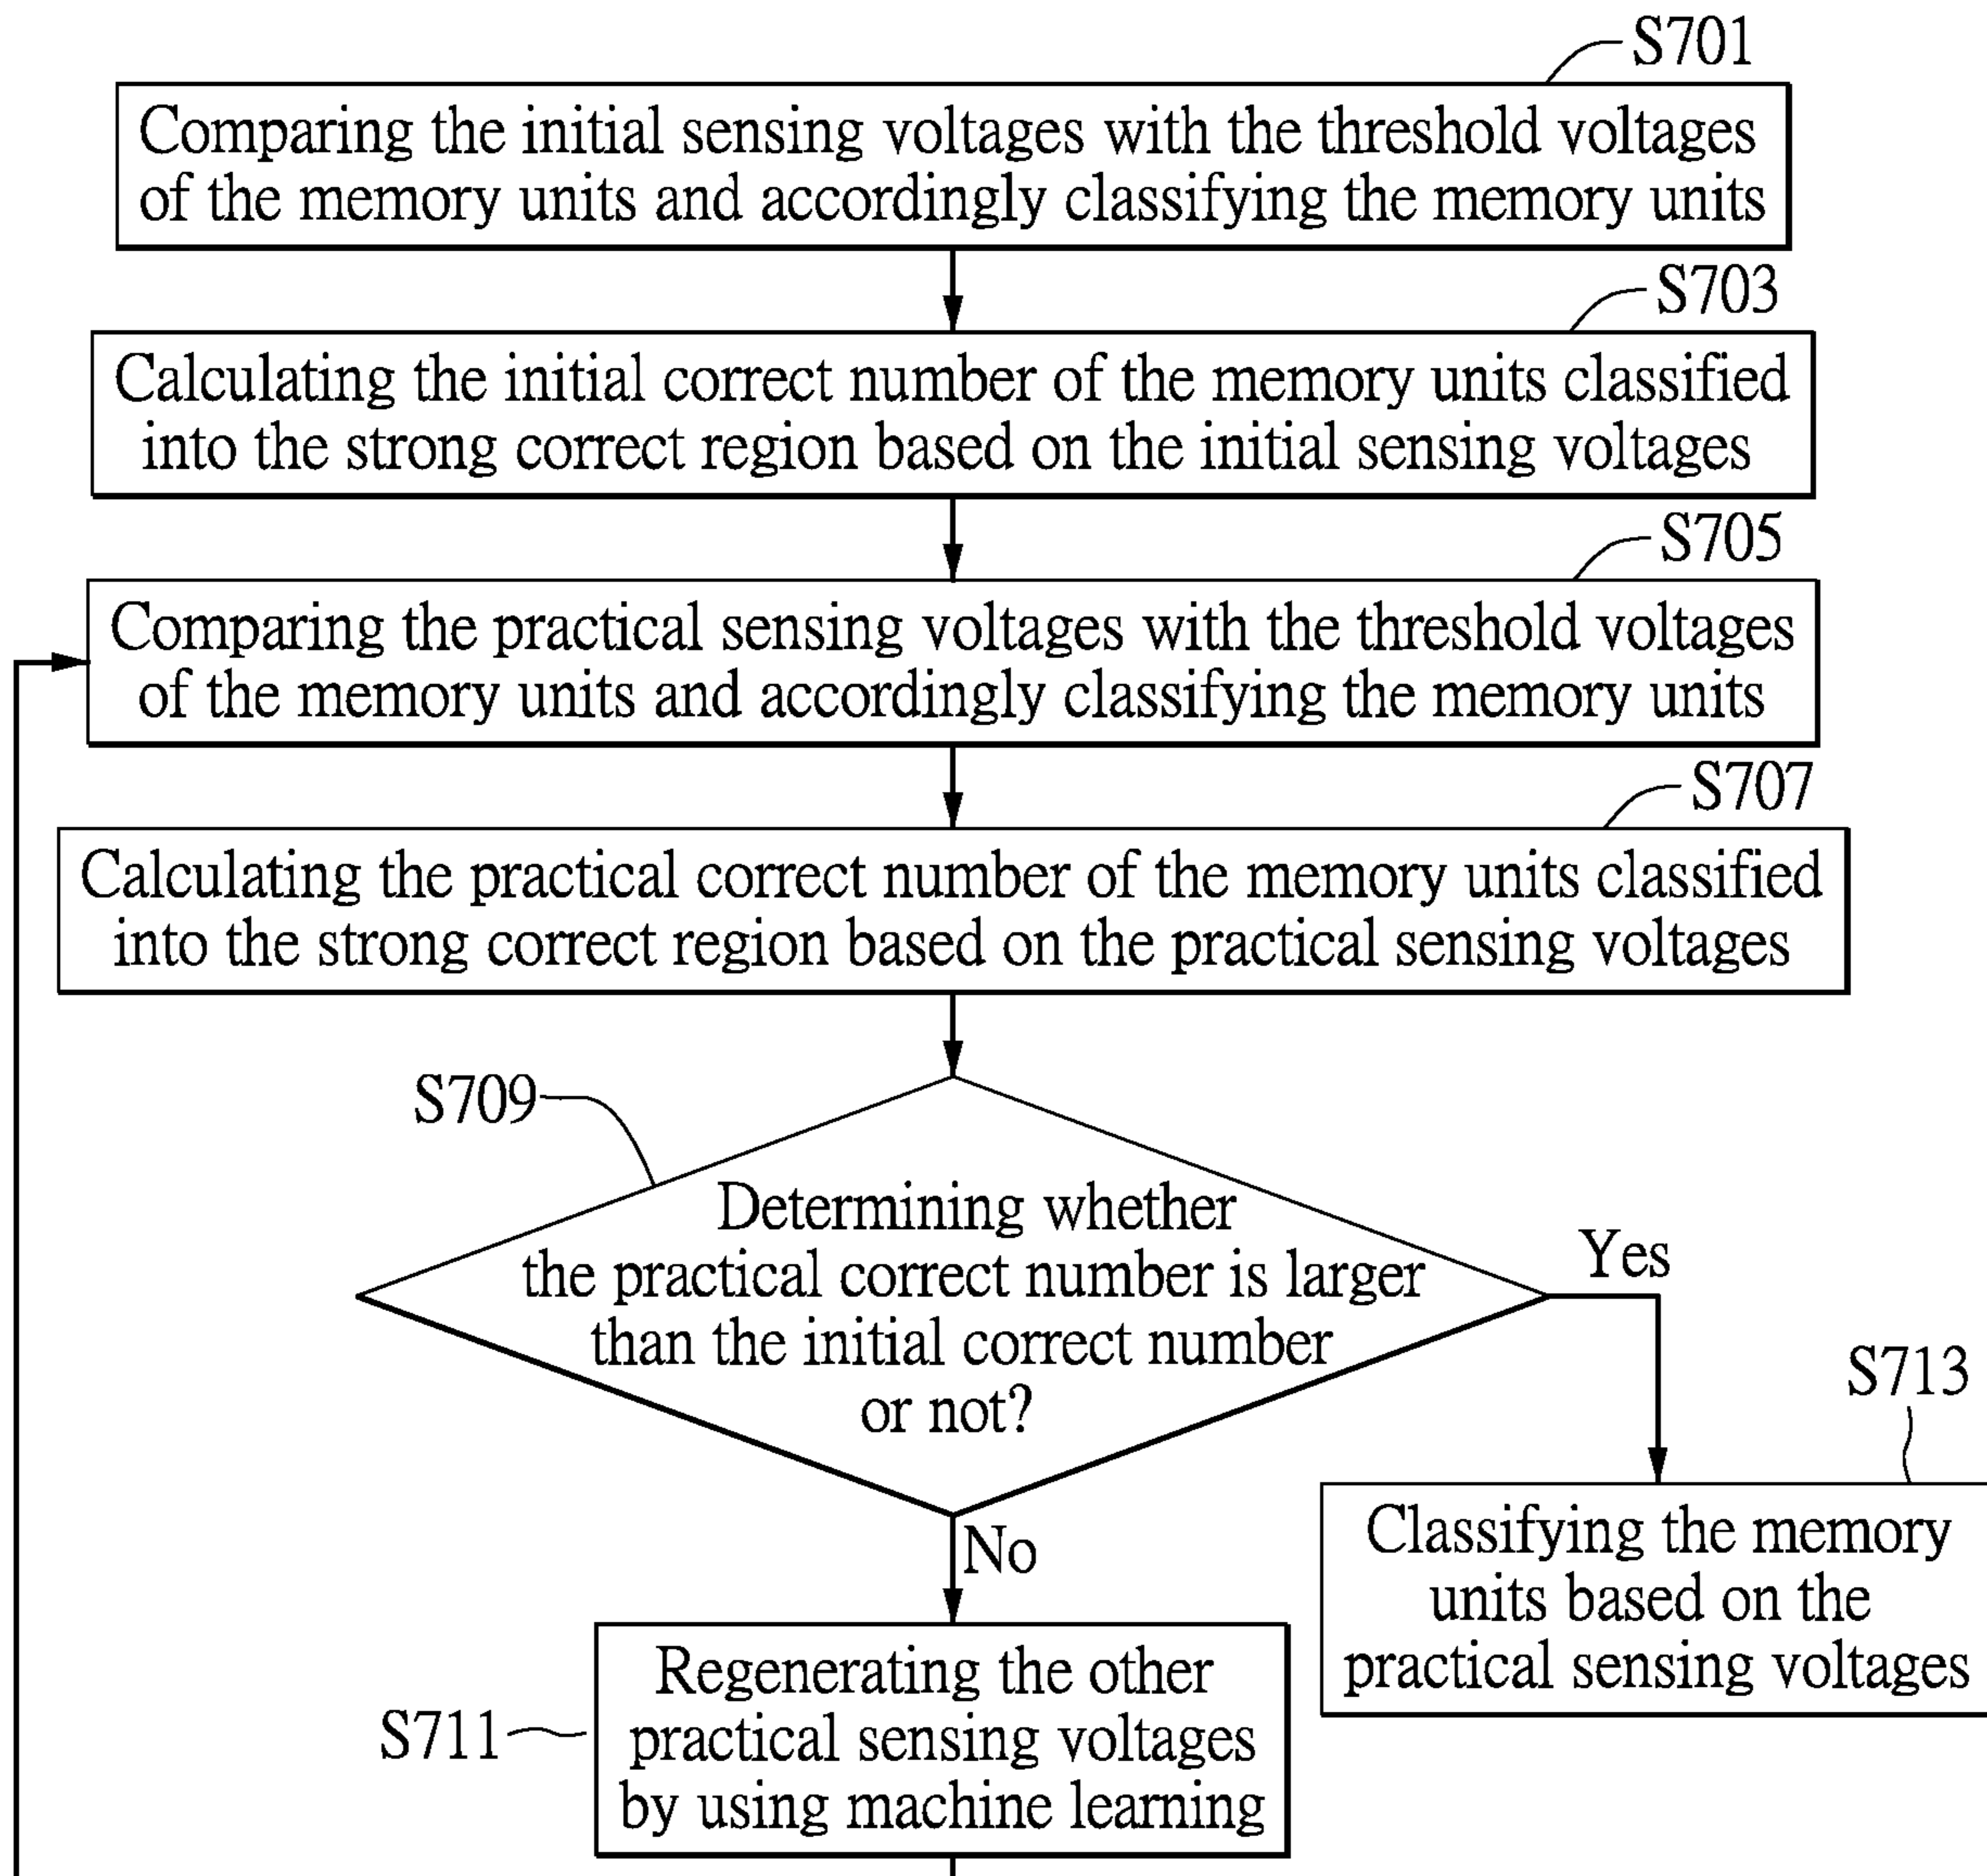 S701
Comparing the initial sensing voltages with the threshold voltages
of the memory units and accordingly classifying the memory units
S703
Calculating the initial correct number of the memory units classified
into the strong correct region based on the initial sensing voltages
S705
Comparing the practical sensing voltages with the threshold voltages
of the memory units and accordingly classifying the memory units
S707
Calculating the practical correct number of the memory units classified
into the strong correct region based on the practical sensing voltages
S709
Determining whether
the practical correct number is larger
than the initial correct number
or not?
Yes
S713
Classifying the memory
units based on the
practical sensing voltages
No
S711
Regenerating the other
practical sensing voltages
by using machine learning